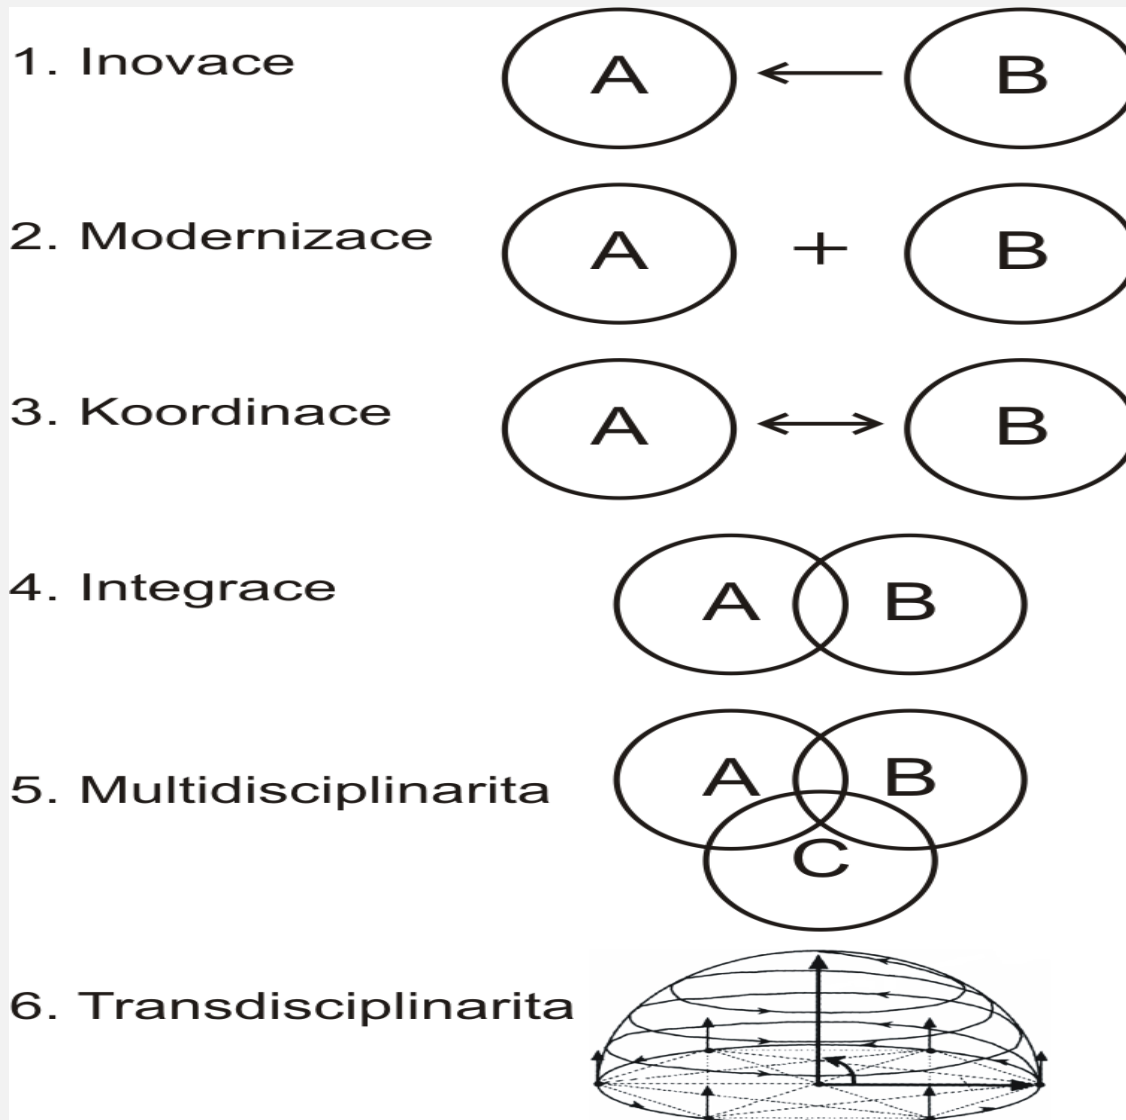 1. Inovace A B
2. Modernizace A + B
3. Koordinace A B
4. Integrace A B
5. Multidisciplinarita A B
C
6. Transdisciplinarita